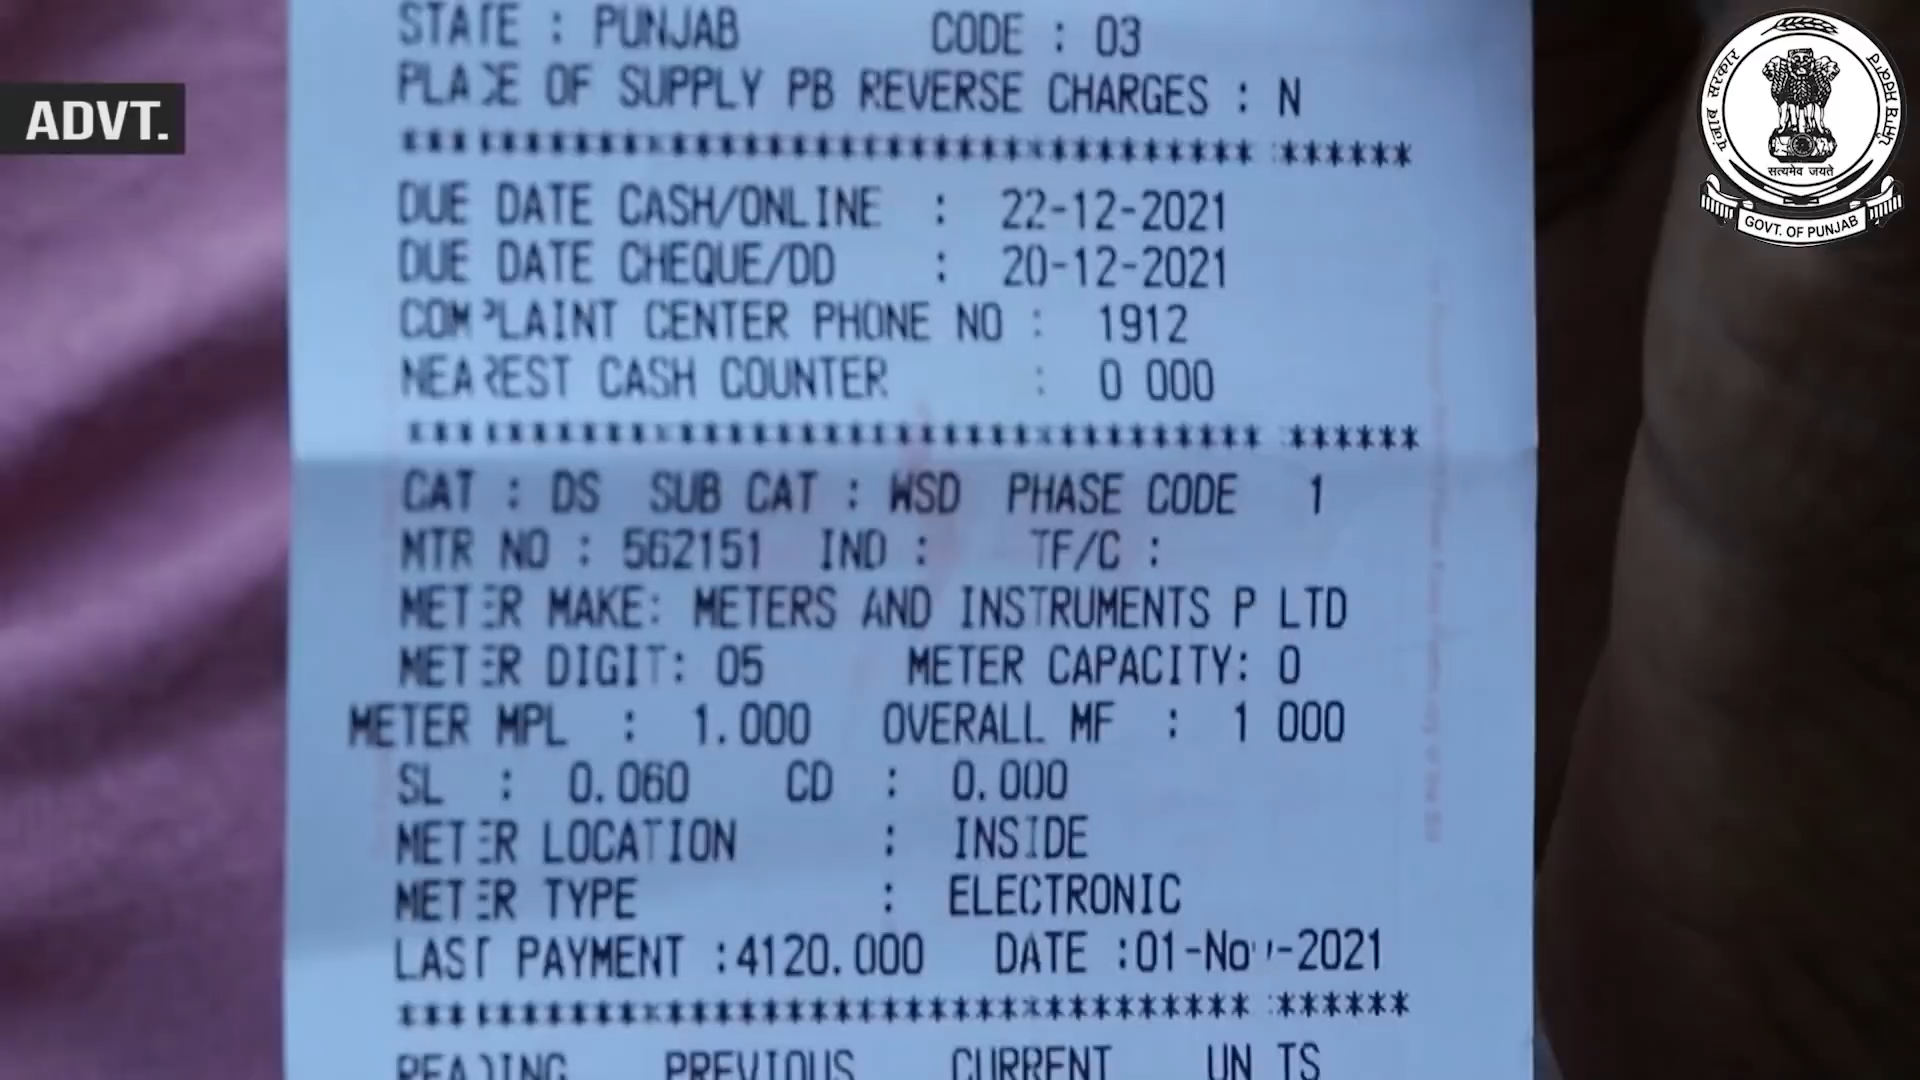 ADVT.
STATE : PUNJAB CODE : 03
PLACE OF SUPPLY PB REVERSE CHARGES : N
DUE DATE CASH/ONLINE : 22-12-2021
DUE DATE CHEQUE/DD : 20-12-2021
COMPLAINT CENTER PHONE NO : 1912
NEAREST CASH COUNTER : 0 000
CAT : DS SUB CAT : WSD PHASE CODE 1
MTR NO : 562151 IND : TF/C :
METER MAKE: METERS AND INSTRUMENTS P LTD
METER DIGIT: 05 METER CAPACITY: 0
METER MPL : 1.000 OVERALL MF : 1 000
SL : 0.060 CD : 0.000
METER LOCATION : INSIDE
METER TYPE : ELECTRONIC
LAST PAYMENT :4120.000 DATE :01-Nov-2021
READING PREVIOUS CURRENT UNITS
ਪੰਜਾਬ ਸਰਕਾਰ
सत्यमेव जयते
GOVT. OF PUNJAB